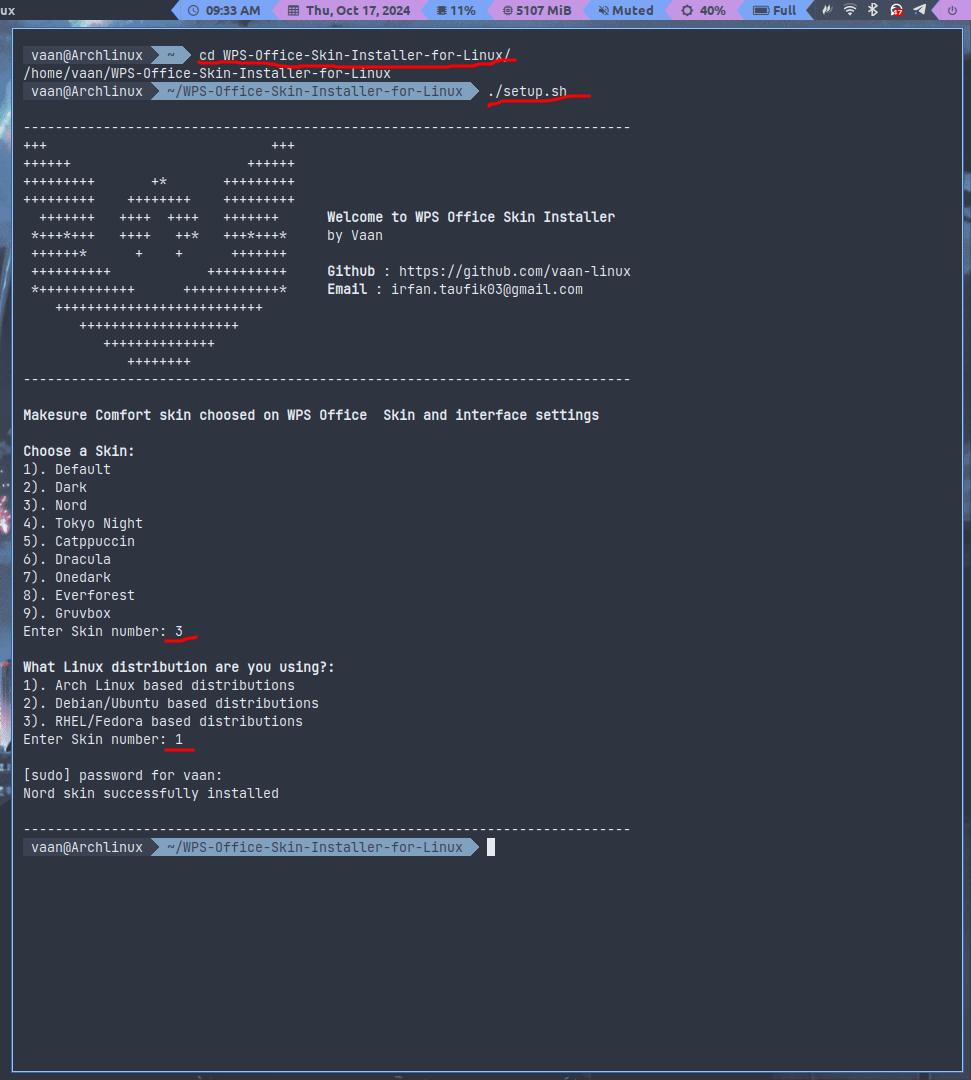 ux 09:33 AM Thu, Oct 17, 2024 11% 5107 MiB Muted 40% Full
vaan@Archlinux ~ cd WPS-Office-Skin-Installer-for-Linux/
/home/vaan/WPS-Office-Skin-Installer-for-Linux
vaan@Archlinux ~/WPS-Office-Skin-Installer-for-Linux ./setup.sh
----------------------------------------------------------------------------
+++                            +++
++++++                      ++++++
+++++++++       +*       +++++++++
+++++++++    ++++++++    +++++++++
  +++++++   ++++  ++++   +++++++      Welcome to WPS Office Skin Installer
 *+++*+++   ++++   ++*   +++*+++*     by Vaan
 ++++++*      +    +      +++++++
 ++++++++++            ++++++++++     Github : https://github.com/vaan-linux
 *++++++++++++      ++++++++++++*     Email : irfan.taufik03@gmail.com
    ++++++++++++++++++++++++++
       ++++++++++++++++++++
          ++++++++++++++
             ++++++++
----------------------------------------------------------------------------
Makesure Comfort skin choosed on WPS Office  Skin and interface settings
Choose a Skin:
1). Default
2). Dark
3). Nord
4). Tokyo Night
5). Catppuccin
6). Dracula
7). Onedark
8). Everforest
9). Gruvbox
Enter Skin number: 3
What Linux distribution are you using?:
1). Arch Linux based distributions
2). Debian/Ubuntu based distributions
3). RHEL/Fedora based distributions
Enter Skin number: 1
[sudo] password for vaan:
Nord skin successfully installed
----------------------------------------------------------------------------
vaan@Archlinux ~/WPS-Office-Skin-Installer-for-Linux